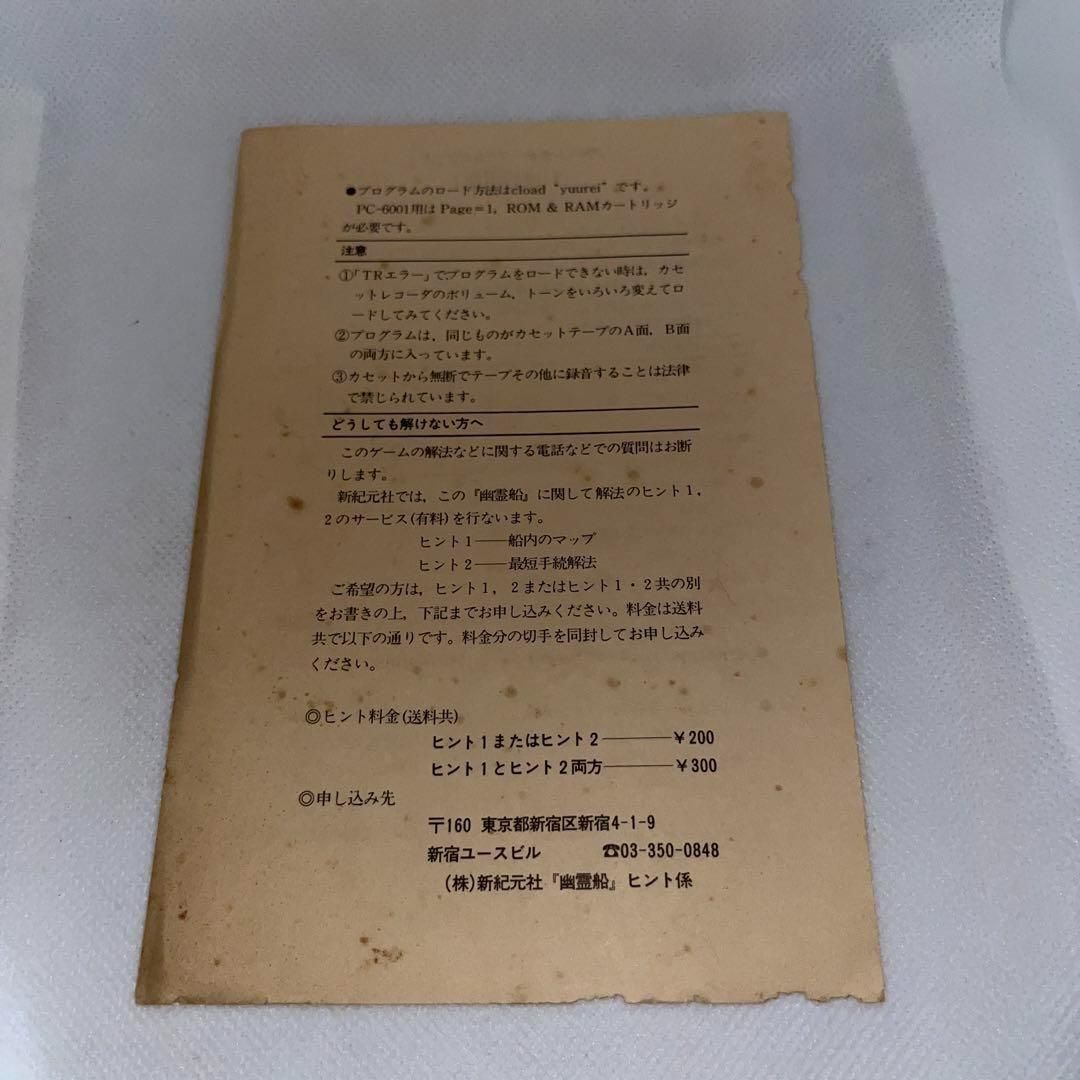 ●プログラムのロード方法はcload“yuurei”です。
PC-6001用は Page=1, ROM & RAMカートリッジ
が必要です。
注意
①「TRエラー」でプログラムをロードできない時は，カセ
ットレコーダのボリューム，トーンをいろいろ変えてロ
ードしてみてください。
②プログラムは，同じものがカセットテープのA面，B面
の両方に入っています。
③カセットから無断でテープその他に録音することは法律
で禁じられています。
どうしても解けない方へ
このゲームの解法などに関する電話などでの質問はお断
りします。
新紀元社では，この『幽霊船』に関して解法のヒント1，
2のサービス(有料)を行ないます。
ヒント1――船内のマップ
ヒント2――最短手続解法
ご希望の方は，ヒント1，2またはヒント1・2共の別
をお書きの上，下記までお申し込みください。料金は送料
共で以下の通りです。料金分の切手を同封してお申し込み
ください。
◎ヒント料金(送料共)
ヒント1またはヒント2――――¥200
ヒント1とヒント2両方――――¥300
◎申し込み先
〒160 東京都新宿区新宿4-1-9
新宿ユースビル ☎03-350-0848
(株)新紀元社『幽霊船』ヒント係